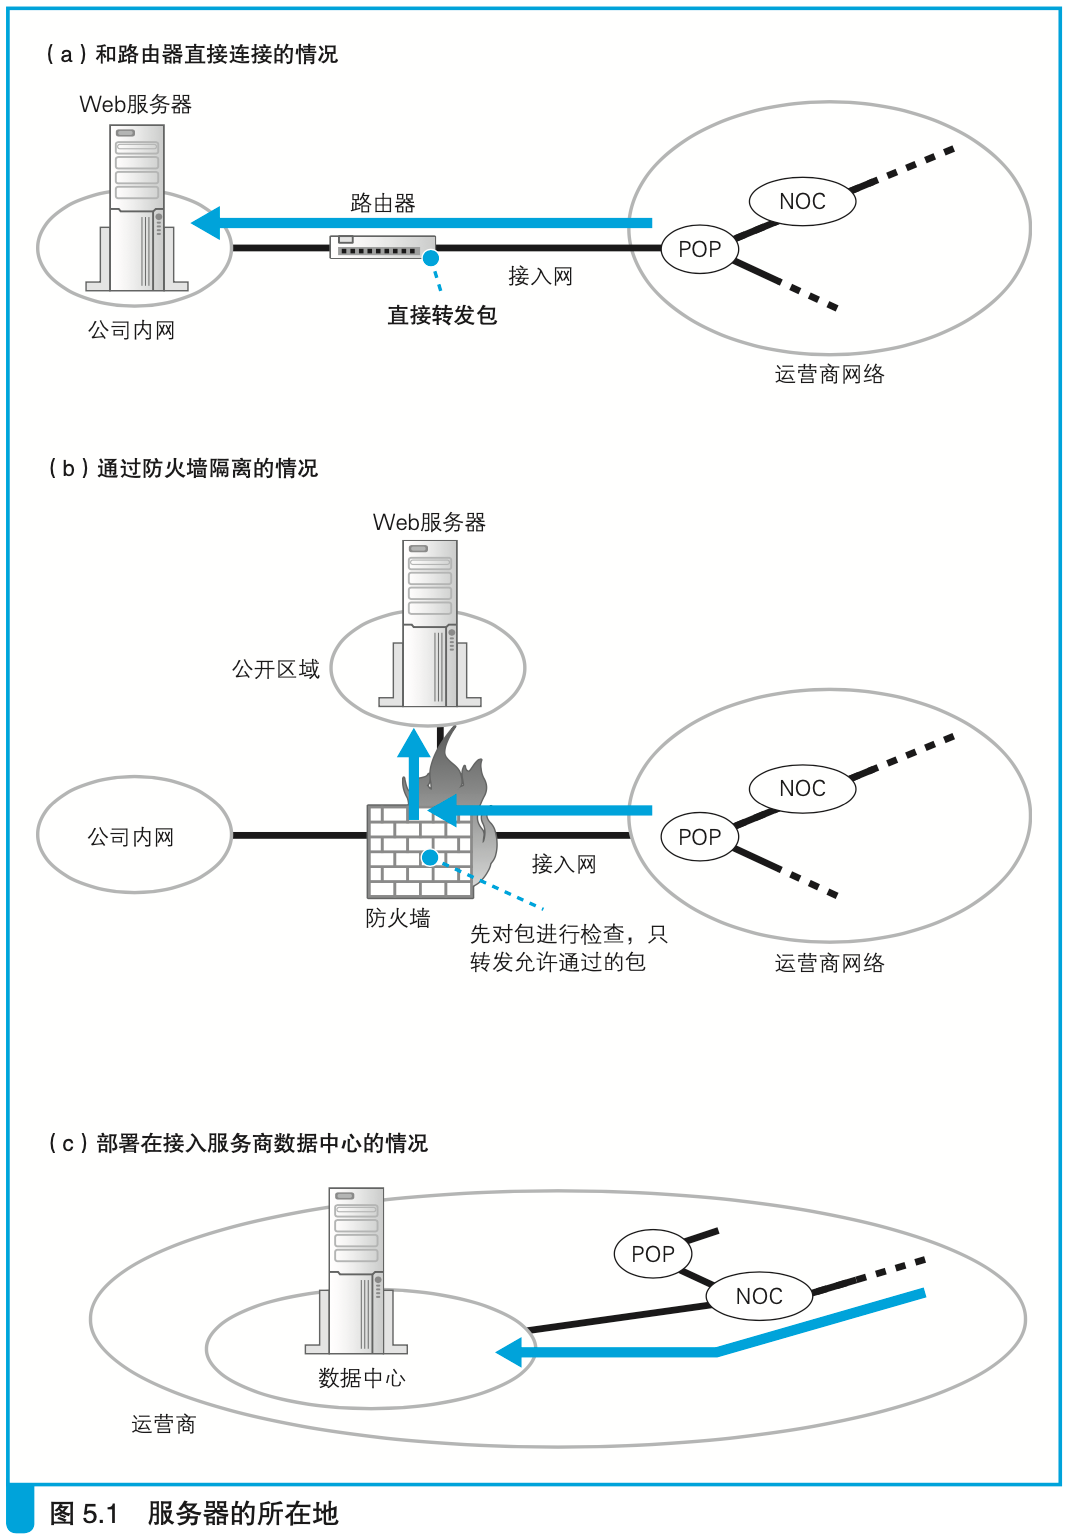 （a）和路由器直接连接的情况
Web服务器
路由器
NOC
POP
接入网
直接转发包
公司内网
运营商网络
（b）通过防火墙隔离的情况
Web服务器
公开区域
NOC
公司内网
POP
接入网
防火墙
先对包进行检查，只
转发允许通过的包
运营商网络
（c）部署在接入服务商数据中心的情况
POP
NOC
数据中心
运营商
图 5.1 服务器的所在地